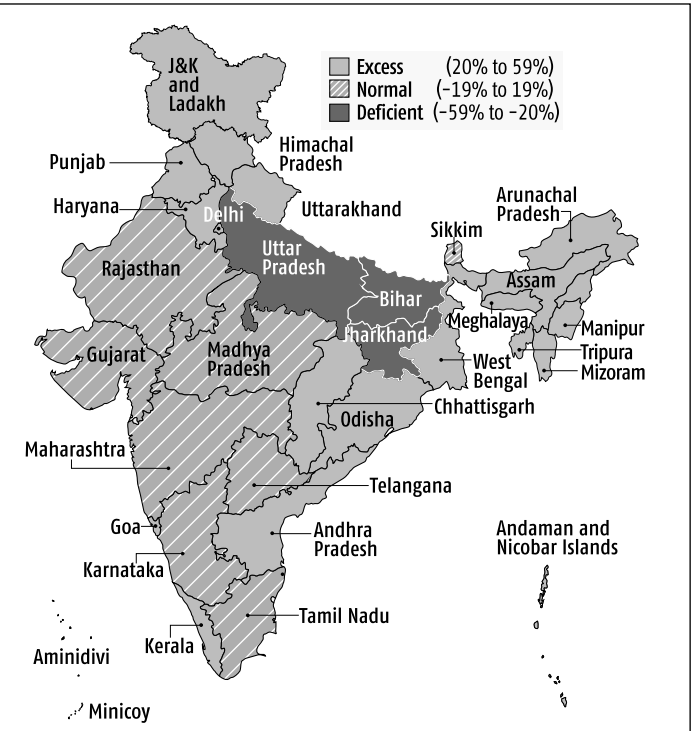 J&K
and
Ladakh
Excess (20% to 59%)
Normal (−19% to 19%)
Deficient (−59% to −20%)
Himachal
Pradesh
Punjab
Haryana
Delhi
Uttarakhand
Arunachal
Pradesh
Sikkim
Uttar
Pradesh
Rajasthan
Assam
Bihar
Meghalaya
Manipur
Jharkhand
Gujarat
Madhya
Pradesh
Tripura
West
Bengal
Mizoram
Chhattisgarh
Odisha
Maharashtra
Telangana
Goa
Andhra
Pradesh
Andaman and
Nicobar Islands
Karnataka
Tamil Nadu
Kerala
Aminidivi
Minicoy